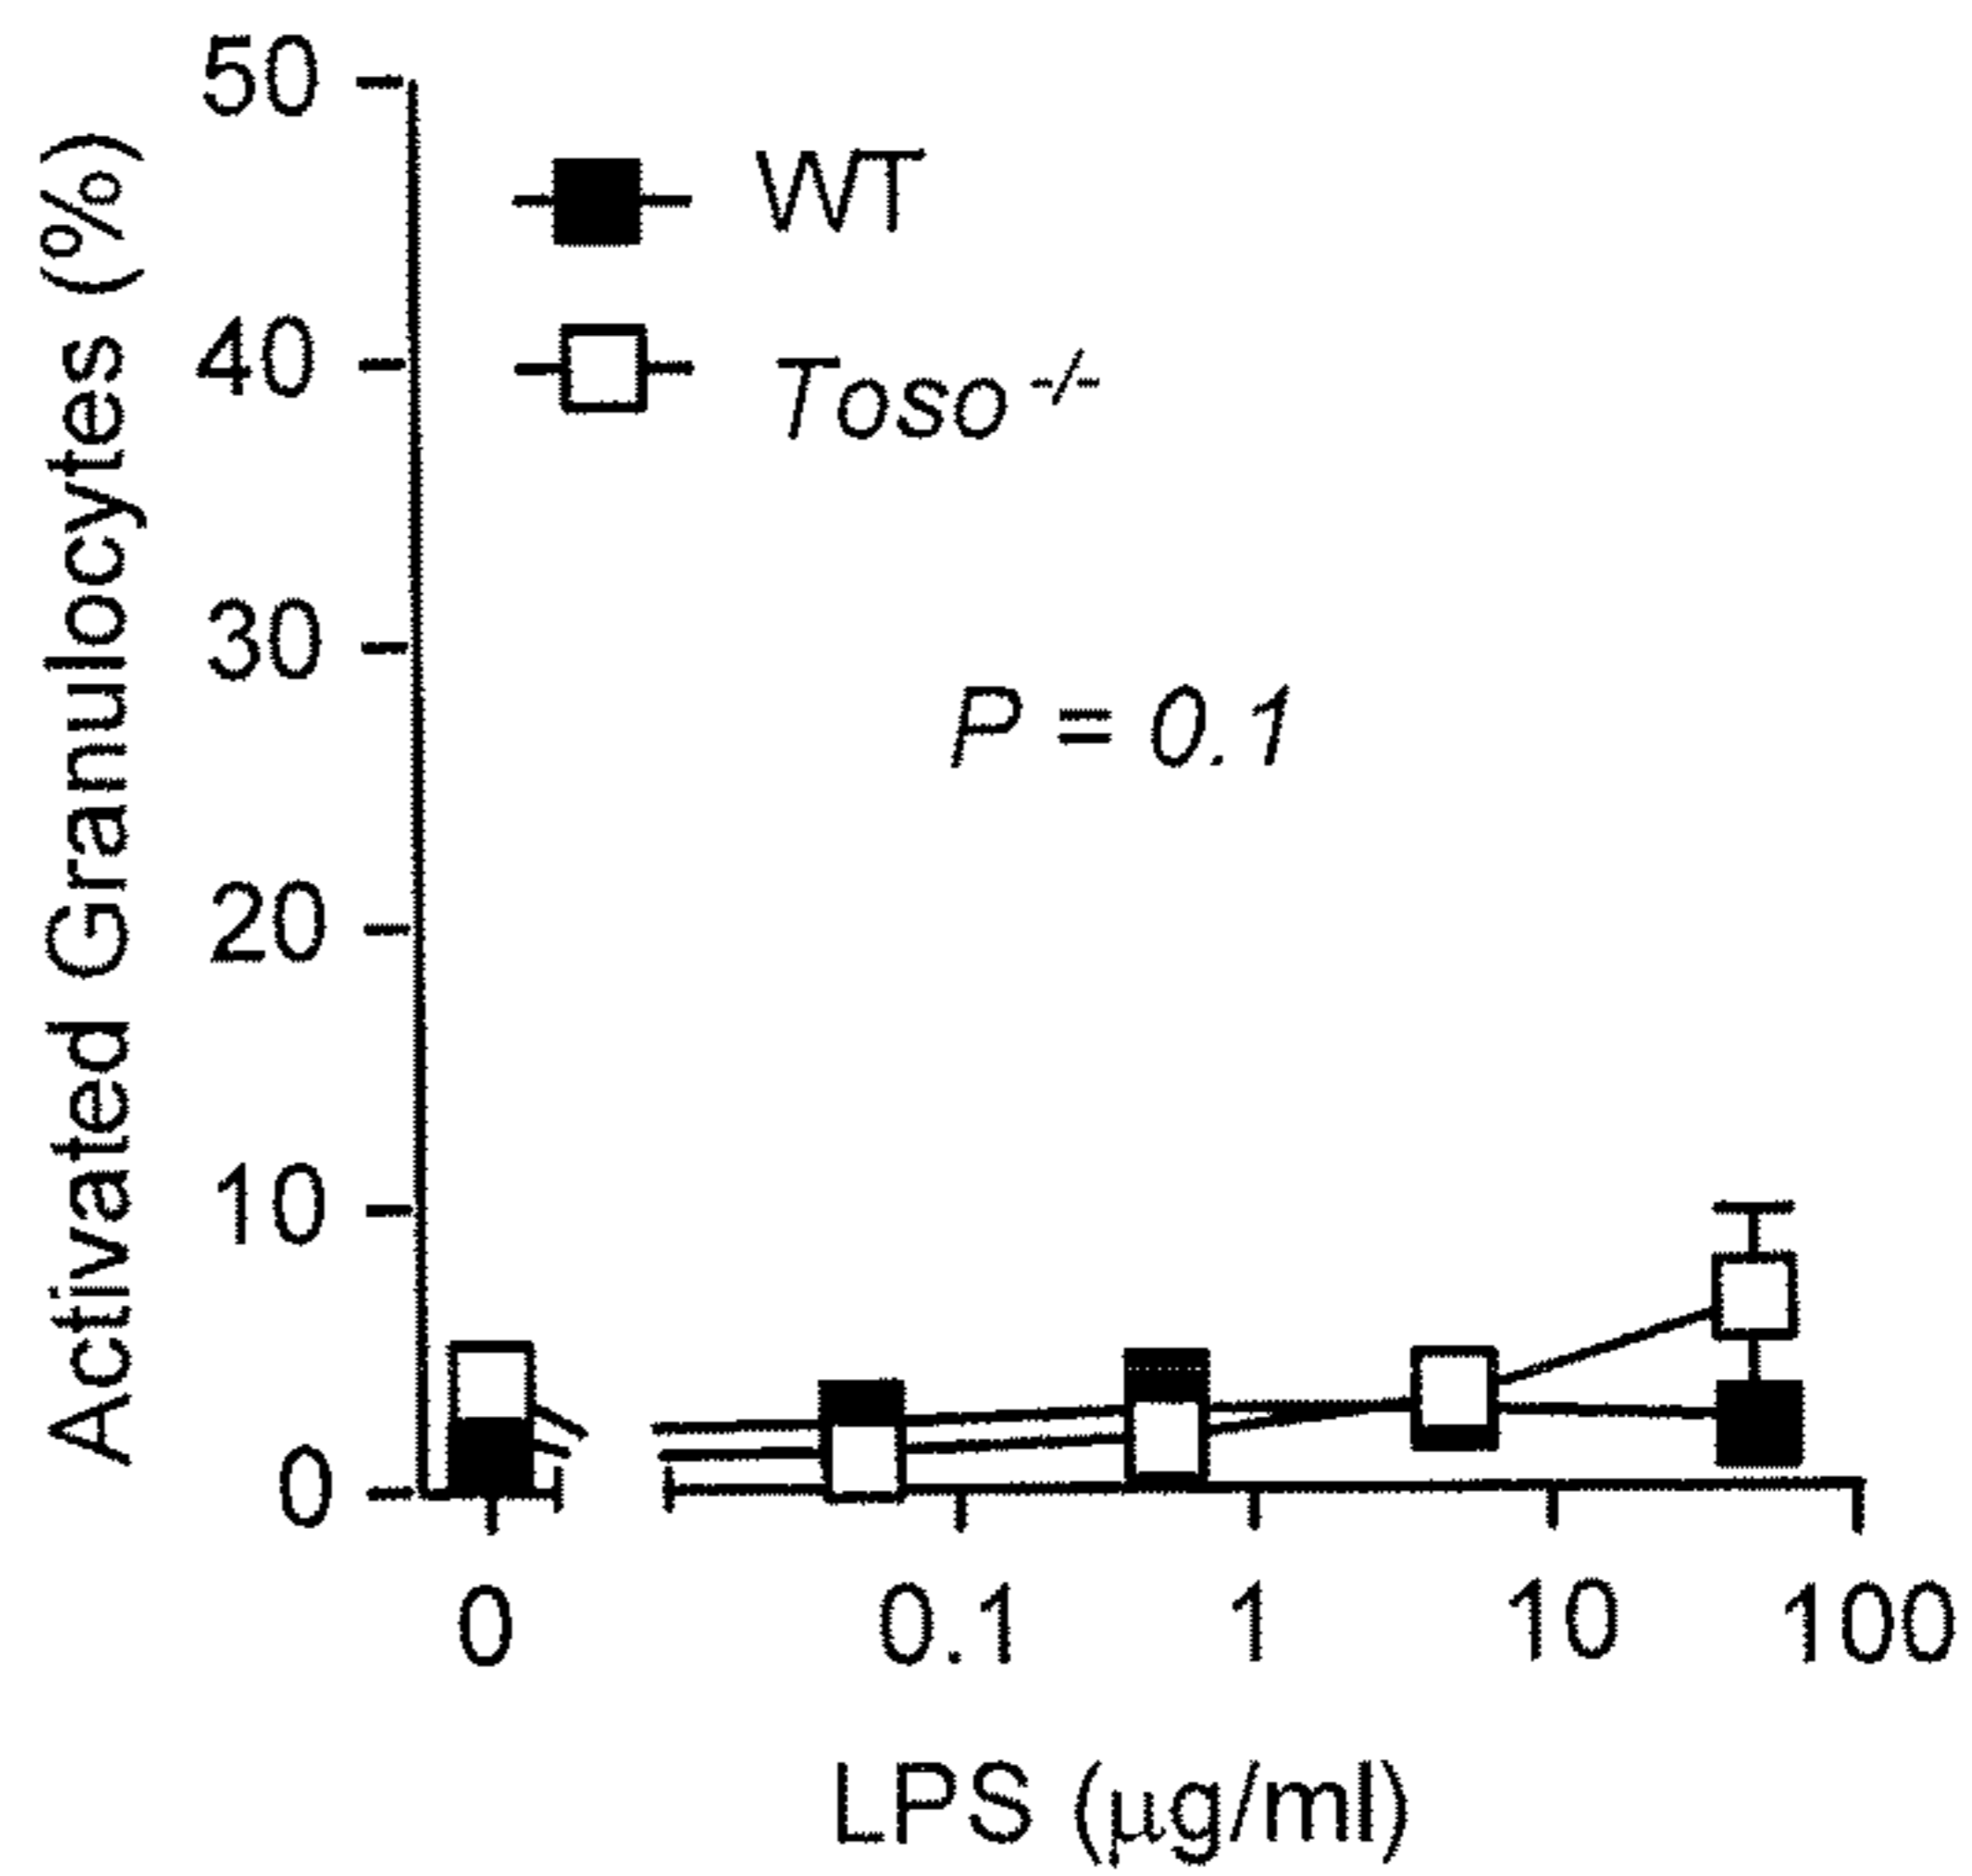 Activated Granulocytes (%)
50
40
30
20
10
0
WT
Toso -/-
P = 0.1
0
0.1
1
10
100
LPS (μg/ml)